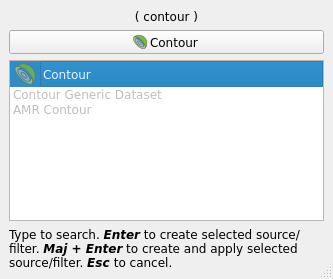 ( contour )
Contour
Contour
Contour Generic Dataset
AMR Contour
Type to search. Enter to create selected source/
filter. Maj + Enter to create and apply selected
source/filter. Esc to cancel.